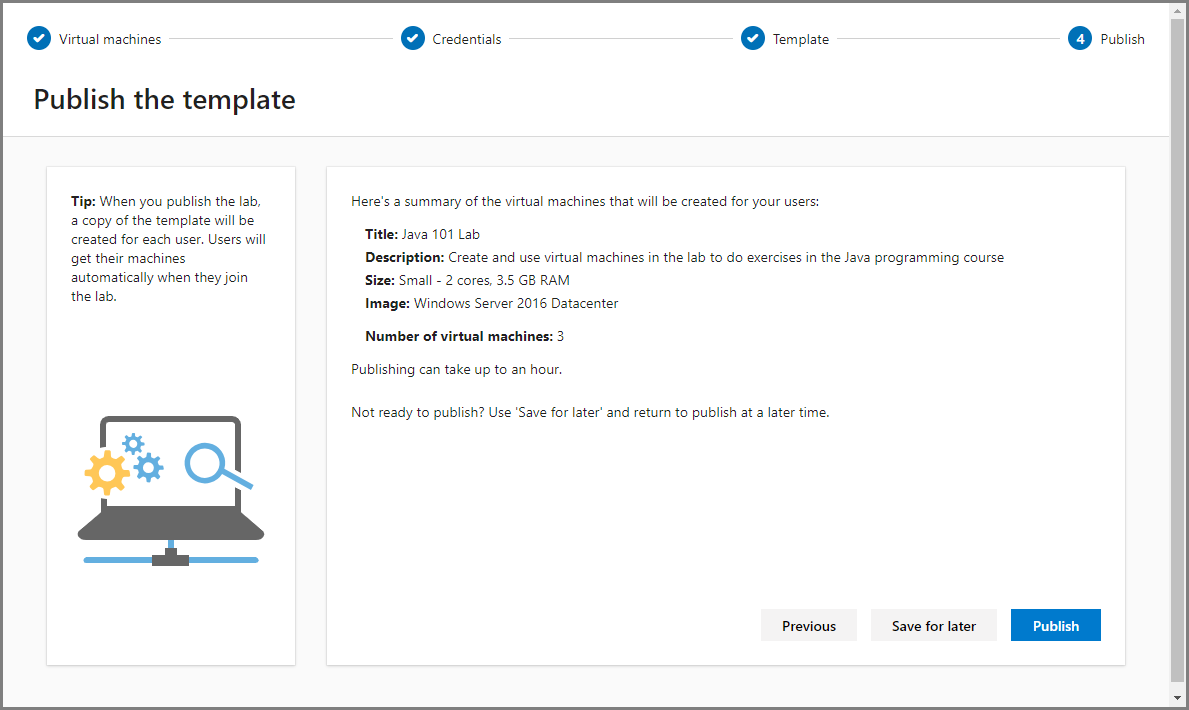 Virtual machines
Credentials
Template
4 Publish
Publish the template
Tip: When you publish the lab,
a copy of the template will be
created for each user. Users will
get their machines
automatically when they join
the lab.
Here's a summary of the virtual machines that will be created for your users:
Title: Java 101 Lab
Description: Create and use virtual machines in the lab to do exercises in the Java programming course
Size: Small - 2 cores, 3.5 GB RAM
Image: Windows Server 2016 Datacenter
Number of virtual machines: 3
Publishing can take up to an hour.
Not ready to publish? Use 'Save for later' and return to publish at a later time.
Previous
Save for later
Publish